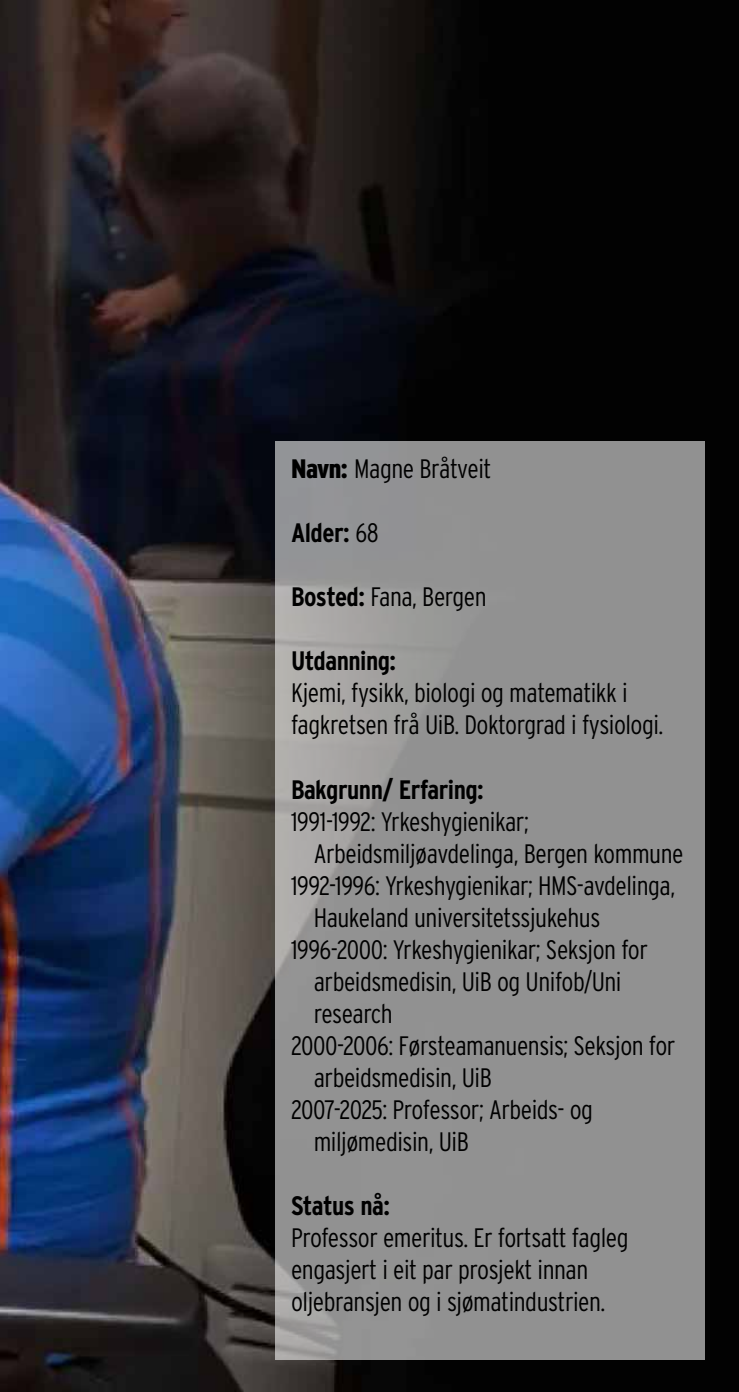 Navn: Magne Bråtveit
Alder: 68
Bosted: Fana, Bergen
Utdanning:
Kjemi, fysikk, biologi og matematikk i
fagkretsen frå UiB. Doktorgrad i fysiologi.
Bakgrunn/ Erfaring:
1991-1992: Yrkeshygienikar;
Arbeidsmiljøavdelinga, Bergen kommune
1992-1996: Yrkeshygienikar; HMS-avdelinga,
Haukeland universitetssjukehus
1996-2000: Yrkeshygienikar; Seksjon for
arbeidsmedisin, UiB og Unifob/Uni
research
2000-2006: Førsteamanuensis; Seksjon for
arbeidsmedisin, UiB
2007-2025: Professor; Arbeids- og
miljømedisin, UiB
Status nå:
Professor emeritus. Er fortsatt fagleg
engasjert i eit par prosjekt innan
oljebransjen og i sjømatindustrien.